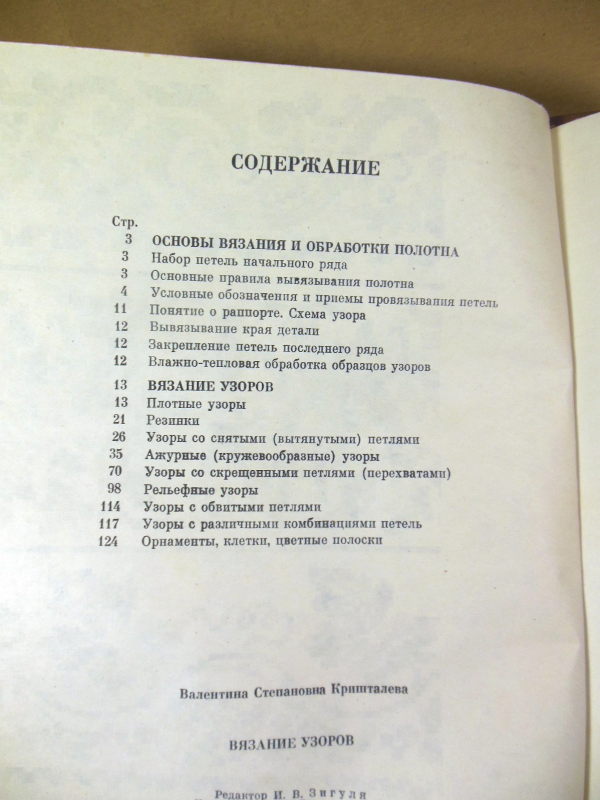 СОДЕРЖАНИЕ
Стр.
3 ОСНОВЫ ВЯЗАНИЯ И ОБРАБОТКИ ПОЛОТНА
3 Набор петель начального ряда
3 Основные правила вывязывания полотна
4 Условные обозначения и приемы провязывания петель
11 Понятие о раппорте. Схема узора
12 Вывязывание края детали
12 Закрепление петель последнего ряда
12 Влажно-тепловая обработка образцов узоров
13 ВЯЗАНИЕ УЗОРОВ
13 Плотные узоры
21 Резинки
26 Узоры со снятыми (вытянутыми) петлями
35 Ажурные (кружевообразные) узоры
70 Узоры со скрещенными петлями (перехватами)
98 Рельефные узоры
114 Узоры с обвитыми петлями
117 Узоры с различными комбинациями петель
124 Орнаменты, клетки, цветные полоски
Валентина Степановна Кришталева
ВЯЗАНИЕ УЗОРОВ
Редактор И. В. Зигуля